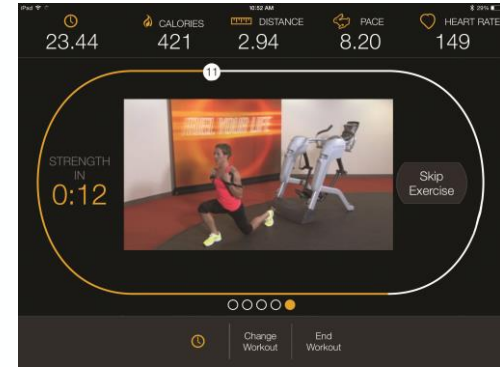 iPad
10:52 AM
29%
CALORIES
DISTANCE
PACE
HEART RATE
23.44
421
2.94
8.20
149
11
FUEL YOUR LIFE
STRENGTH
IN
0:12
Skip
Exercise
Change
Workout
End
Workout